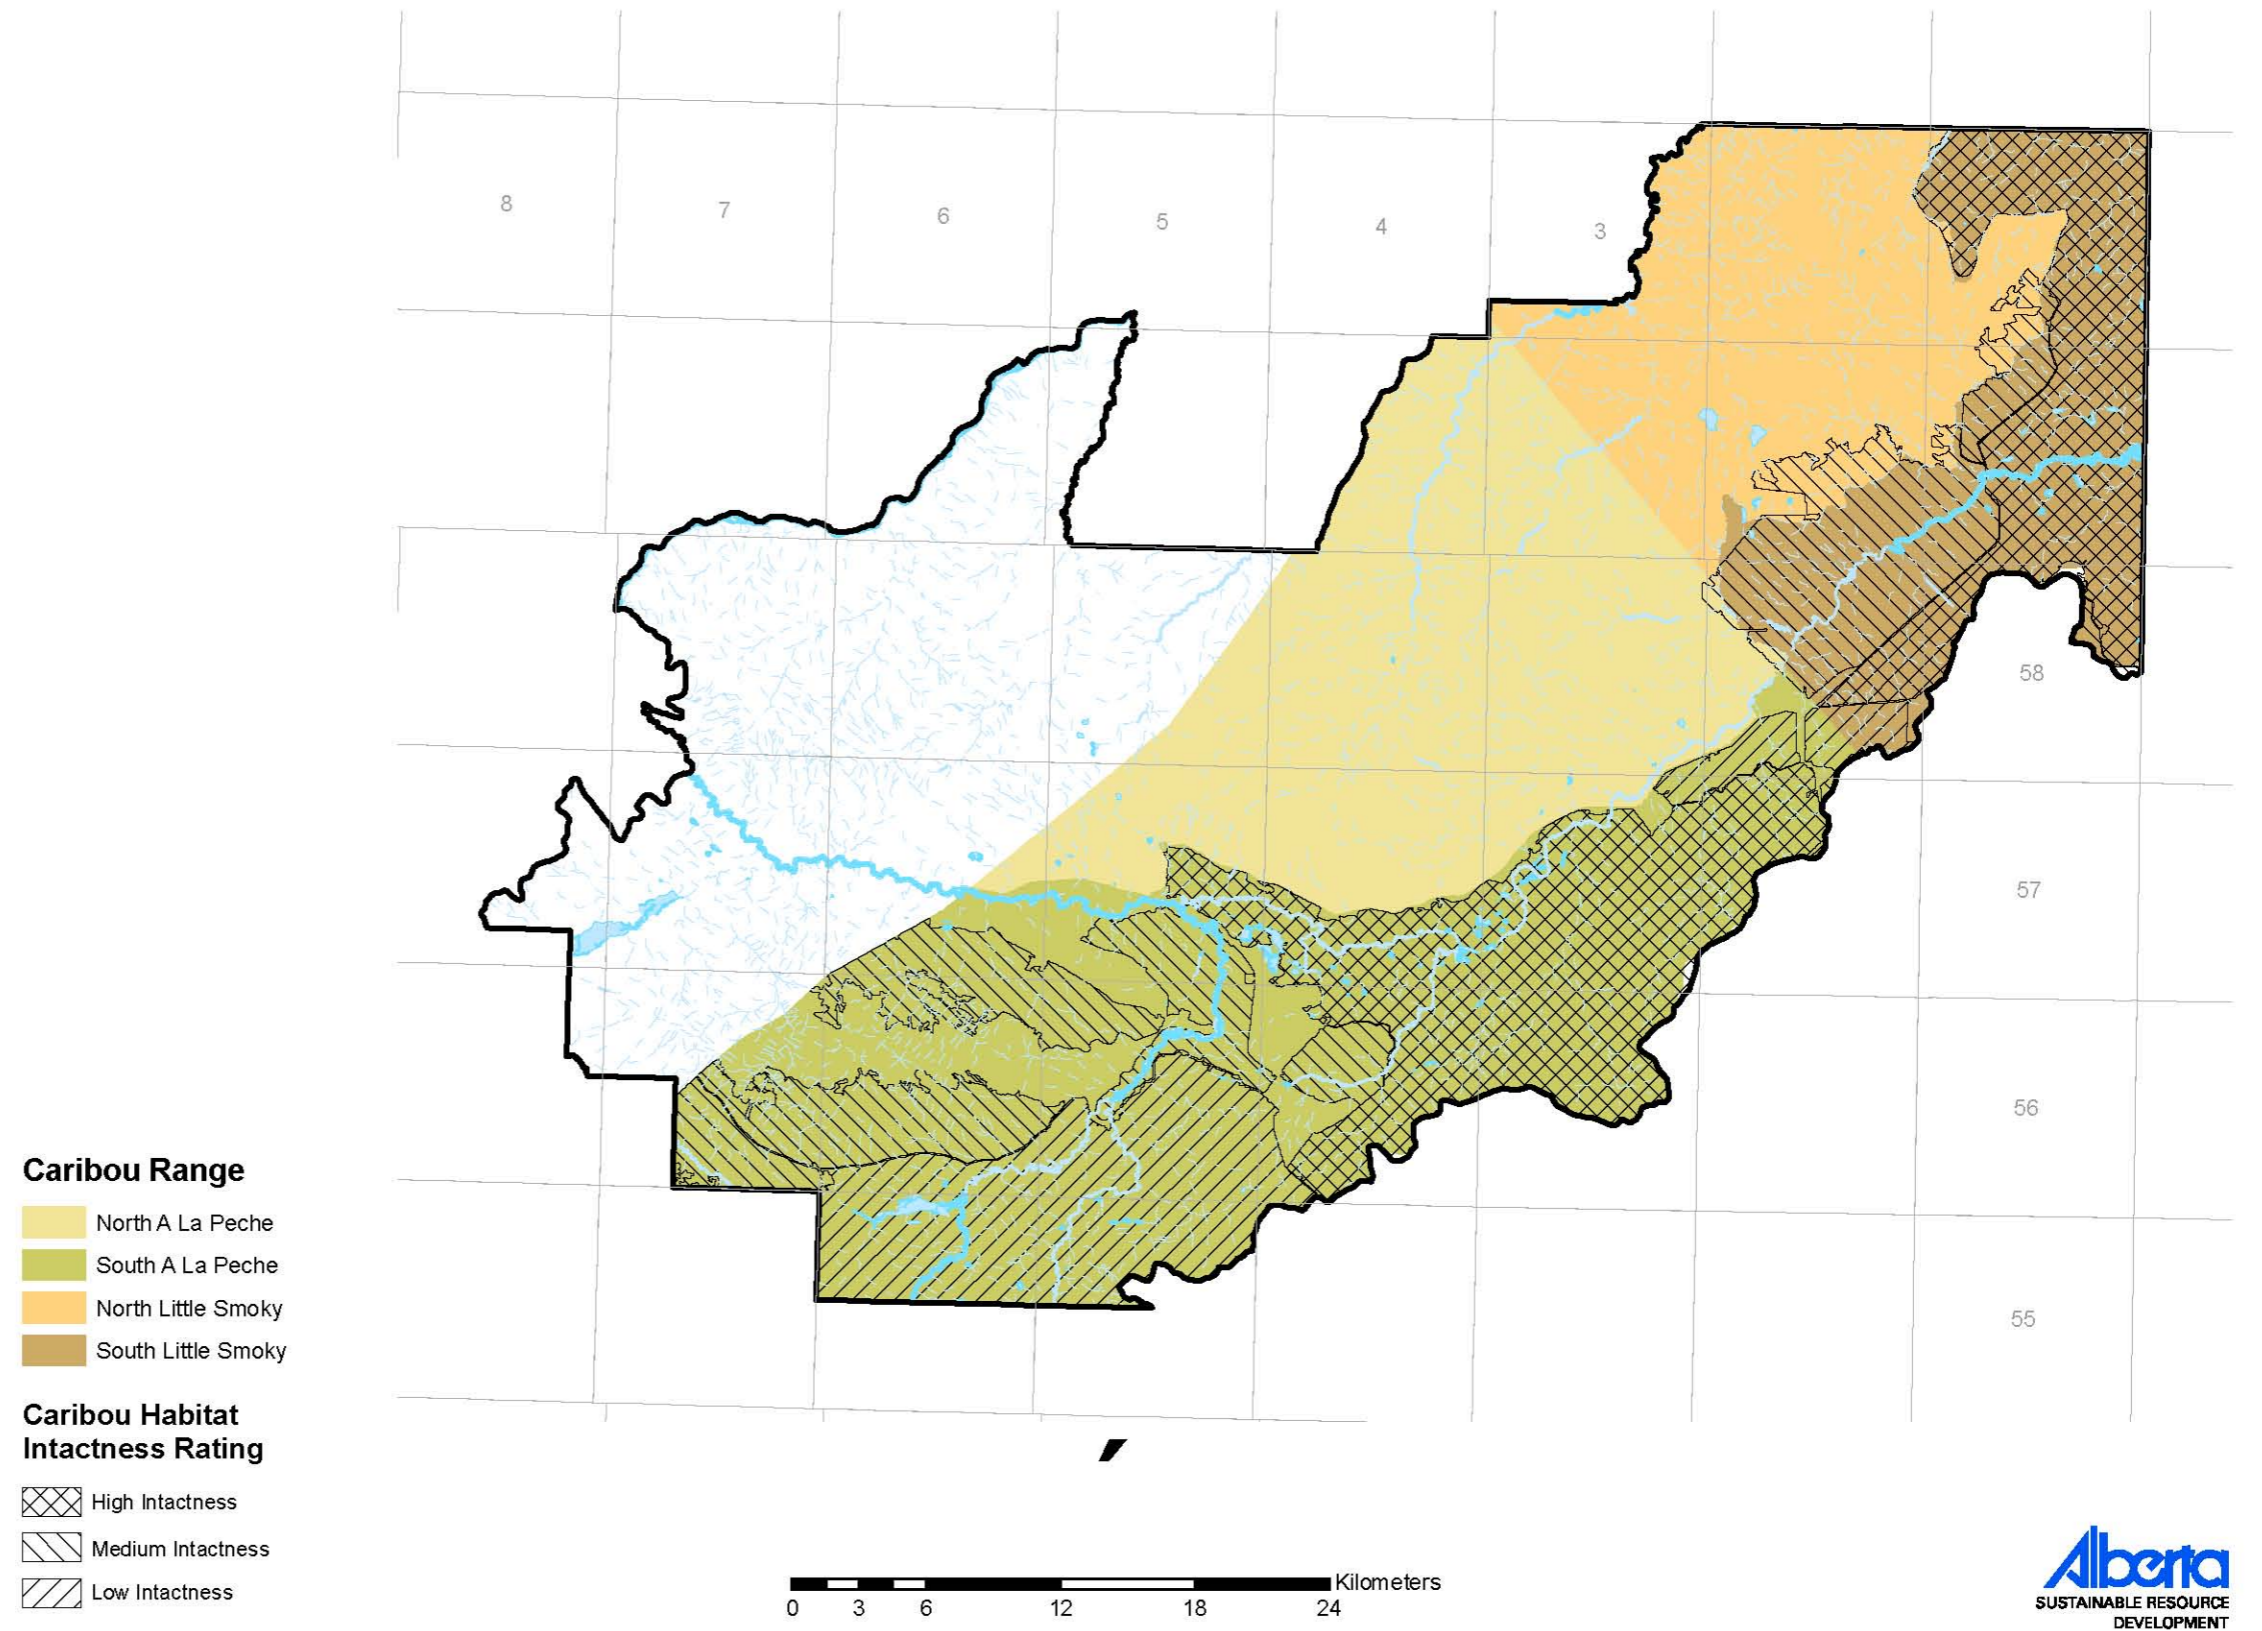 8
7
6
5
4
3
58
57
56
55
Caribou Range
North A La Peche
South A La Peche
North Little Smoky
South Little Smoky
Caribou Habitat
Intactness Rating
High Intactness
Medium Intactness
Low Intactness
Kilometers
0 3 6 12 18 24
Alberta
SUSTAINABLE RESOURCE
DEVELOPMENT